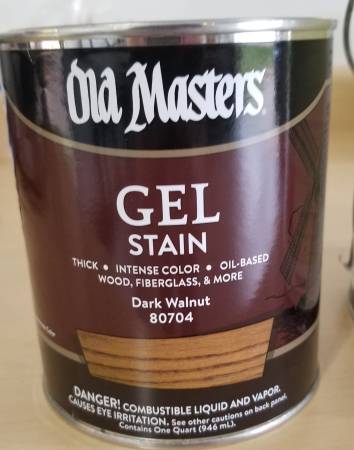 Old Masters
GEL
STAIN
THICK • INTENSE COLOR • OIL-BASED
WOOD, FIBERGLASS, & MORE
Dark Walnut
80704
DANGER! COMBUSTIBLE LIQUID AND VAPOR.
CAUSES EYE IRRITATION. See other cautions on back panel.
Contains One Quart (946 mL).